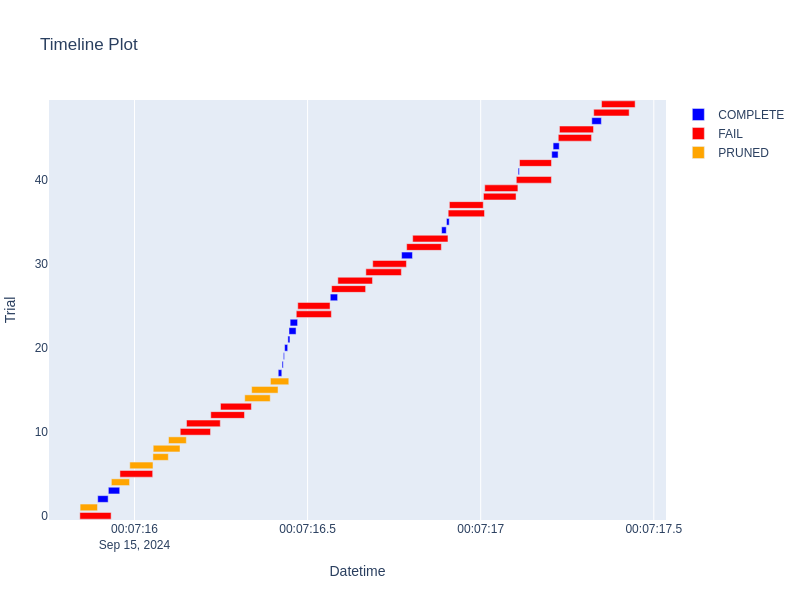 Timeline Plot
COMPLETE
FAIL
PRUNED
40
30
20
10
0
Trial
00:07:16
Sep 15, 2024
00:07:16.5
00:07:17
00:07:17.5
Datetime